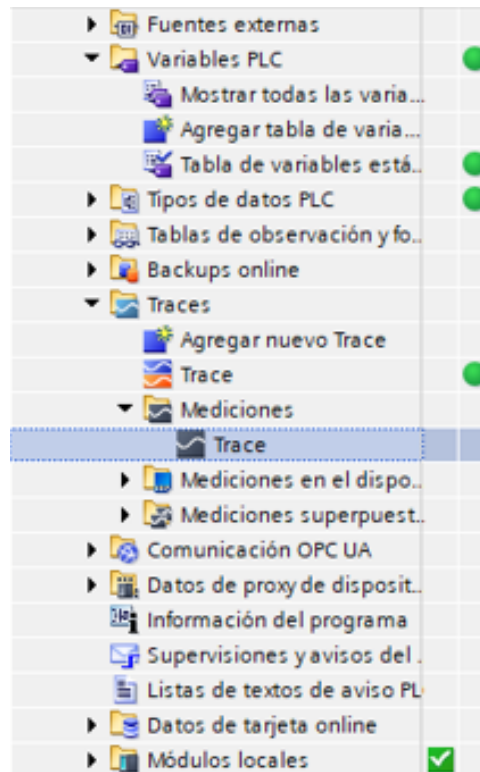 Fuentes externas
Variables PLC
Mostrar todas las varia...
Agregar tabla de varia...
Tabla de variables está..
Tipos de datos PLC
Tablas de observación y fo..
Backups online
Traces
Agregar nuevo Trace
Trace
Mediciones
Trace
Mediciones en el dispo..
Mediciones superpuest..
Comunicación OPC UA
Datos de proxy de disposit..
Información del programa
Supervisiones y avisos del .
Listas de textos de aviso PL
Datos de tarjeta online
Módulos locales